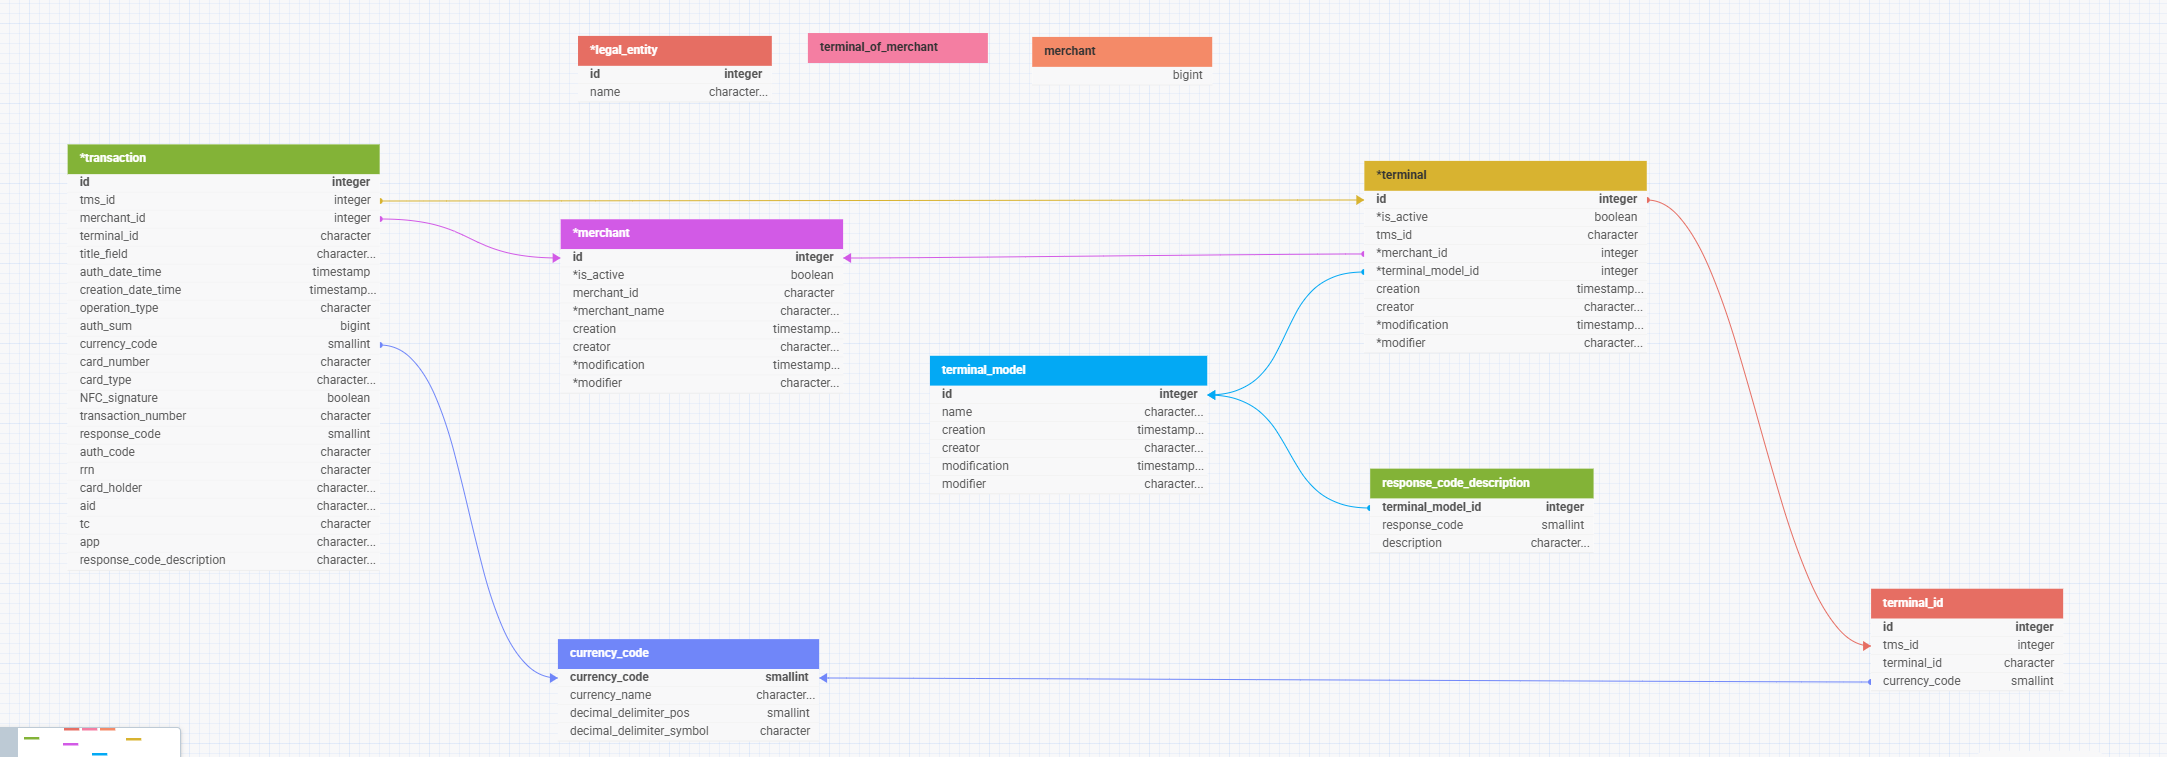 *legal_entity
id integer
name character...
terminal_of_merchant
merchant
bigint
*transaction
id integer
tms_id integer
merchant_id integer
terminal_id character
title_field character...
auth_date_time timestamp
creation_date_time timestamp...
operation_type character
auth_sum bigint
currency_code smallint
card_number character
card_type character...
NFC_signature boolean
transaction_number character
response_code smallint
auth_code character
rrn character
card_holder character...
aid character...
tc character
app character...
response_code_description character...
*merchant
id integer
*is_active boolean
merchant_id character
*merchant_name character...
creation timestamp...
creator character...
*modification timestamp...
*modifier character...
*terminal
id integer
*is_active boolean
tms_id character
*merchant_id integer
*terminal_model_id integer
creation timestamp...
creator character...
*modification timestamp...
*modifier character...
terminal_model
id integer
name character...
creation timestamp...
creator character...
modification timestamp...
modifier character...
response_code_description
terminal_model_id integer
response_code smallint
description character...
terminal_id
id integer
tms_id integer
terminal_id character
currency_code smallint
currency_code
currency_code smallint
currency_name character...
decimal_delimiter_pos smallint
decimal_delimiter_symbol character